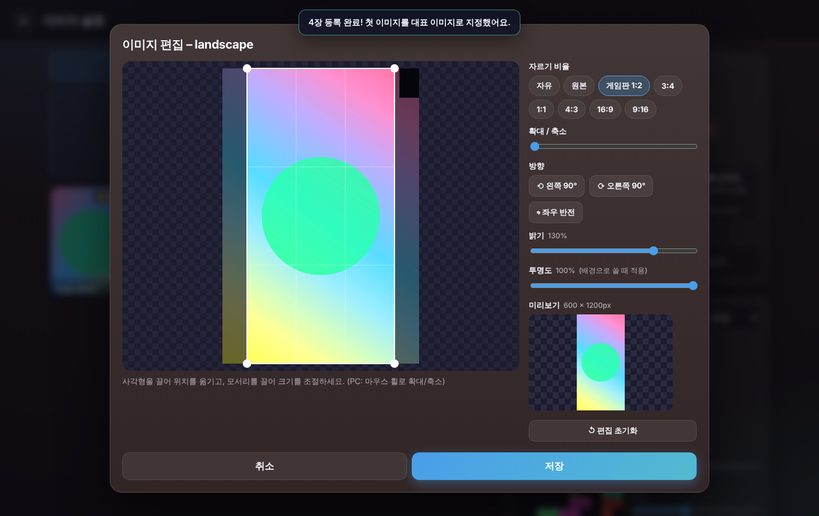 4장 등록 완료! 첫 이미지를 대표 이미지로 지정했어요.
이미지 편집 – landscape
자르기 비율
자유
원본
게임판 1:2
3:4
1:1
4:3
16:9
9:16
확대 / 축소
방향
⟲ 왼쪽 90°
⟳ 오른쪽 90°
⇋ 좌우 반전
밝기 130%
투명도 100% (배경으로 쓸 때 적용)
미리보기 600 × 1200px
사각형을 끌어 위치를 옮기고, 모서리를 끌어 크기를 조절하세요. (PC: 마우스 휠로 확대/축소)
↺ 편집 초기화
취소
저장